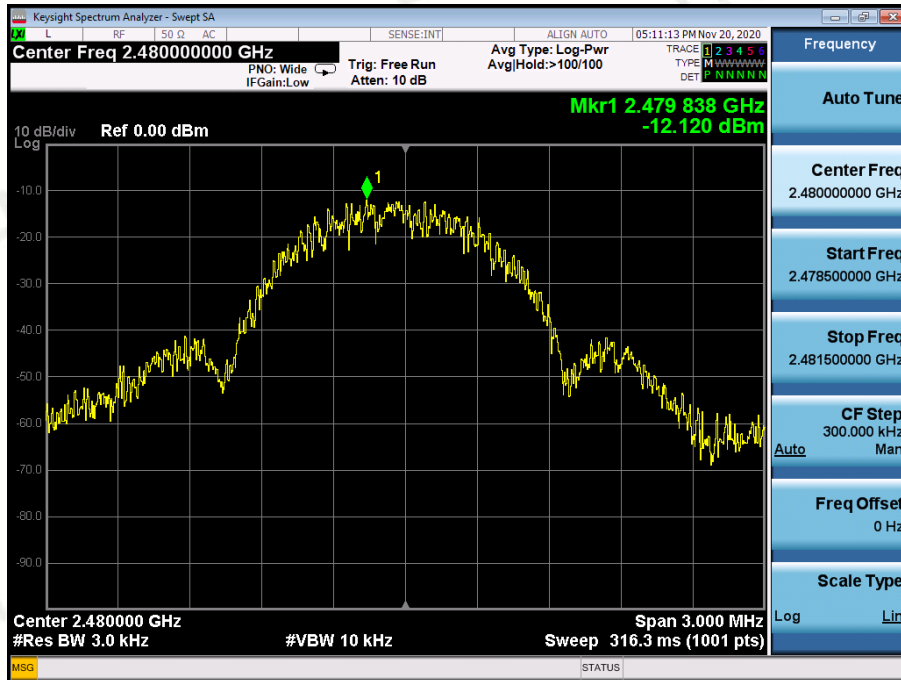 Keysight Spectrum Analyzer - Swept SA
LXI L RF 50 Ω AC SENSE:INT ALIGN AUTO 05:11:13 PM Nov 20, 2020
Center Freq 2.480000000 GHz
PNO: Wide
IFGain:Low
Trig: Free Run
Atten: 10 dB
Avg Type: Log-Pwr
Avg|Hold:>100/100
TRACE 1 2 3 4 5 6
TYPE M WWWWW
DET P N N N N N
Mkr1 2.479 838 GHz
-12.120 dBm
10 dB/div Ref 0.00 dBm
Log
1
-10.0
-20.0
-30.0
-40.0
-50.0
-60.0
-70.0
-80.0
-90.0
Center 2.480000 GHz Span 3.000 MHz
#Res BW 3.0 kHz #VBW 10 kHz Sweep 316.3 ms (1001 pts)
MSG STATUS
Frequency
Auto Tune
Center Freq
2.480000000 GHz
Start Freq
2.478500000 GHz
Stop Freq
2.481500000 GHz
CF Step
300.000 kHz
Auto Man
Freq Offset
0 Hz
Scale Type
Log Lin